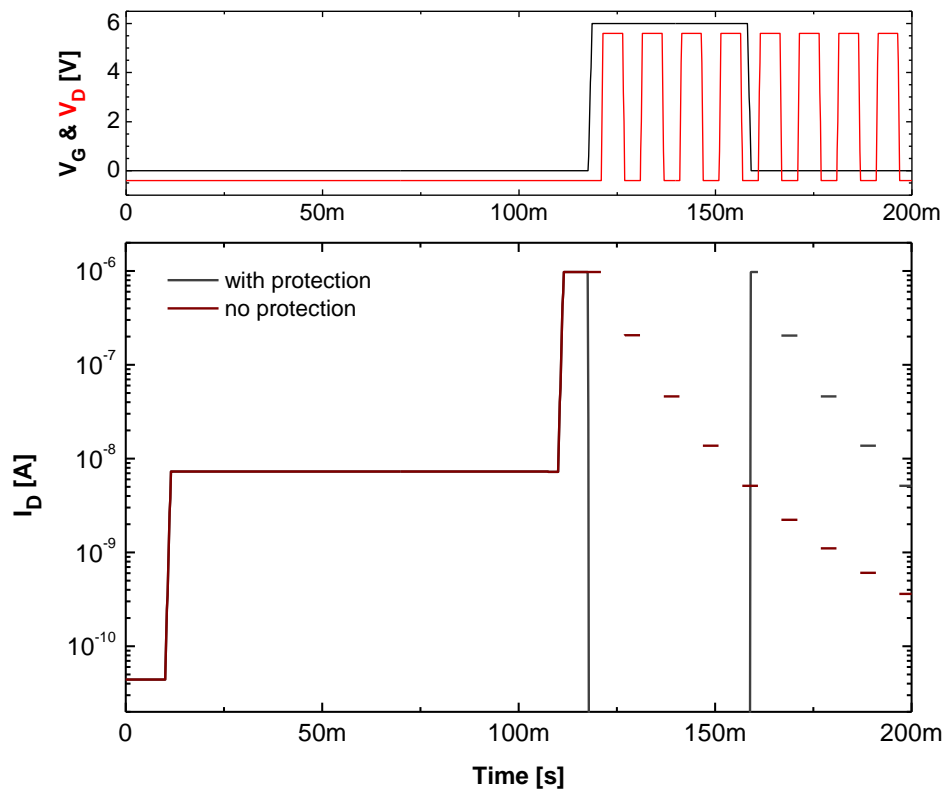 V_G & V_D [V]
6
4
2
0
0
50m
100m
150m
200m
with protection
no protection
I_D [A]
10^-6
10^-7
10^-8
10^-9
10^-10
0
50m
100m
150m
200m
Time [s]